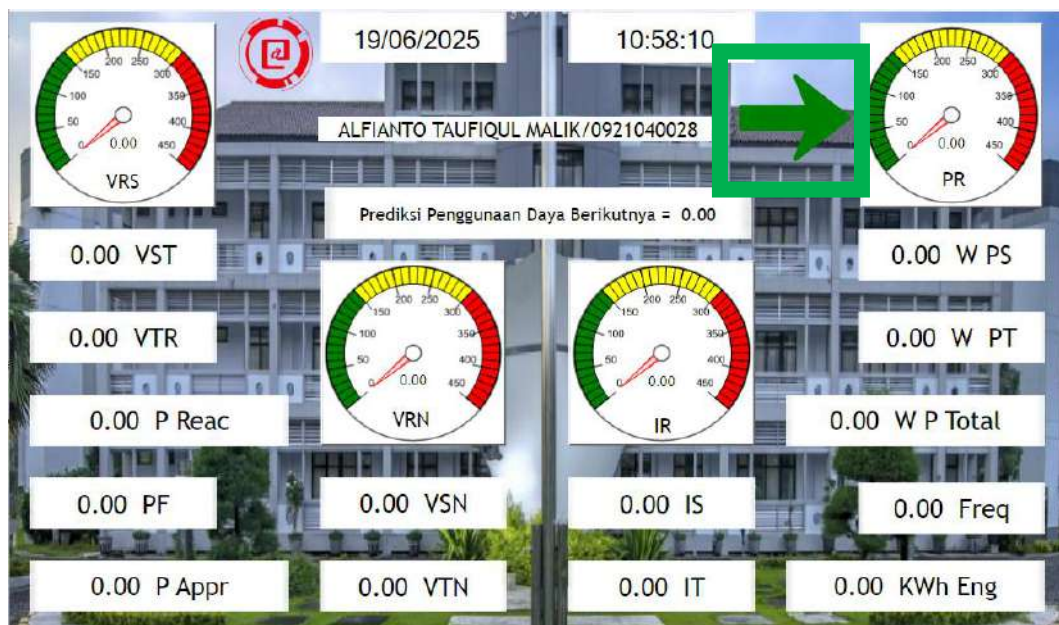 19/06/2025 10:58:10
ALFIANTO TAUFIQUL MALIK/0921040028
Prediksi Penggunaan Daya Berikutnya = 0.00
0 50 100 150 200 250 300 350 400 450
0.00
VRS
0 50 100 150 200 250 300 350 400 450
0.00
PR
0.00 VST
0.00 W PS
0.00 VTR
0.00 W PT
0 50 100 150 200 250 300 350 400 450
0.00
VRN
0 50 100 150 200 250 300 350 400 450
0.00
IR
0.00 P Reac
0.00 W P Total
0.00 PF
0.00 VSN
0.00 IS
0.00 Freq
0.00 P Appr
0.00 VTN
0.00 IT
0.00 KWh Eng